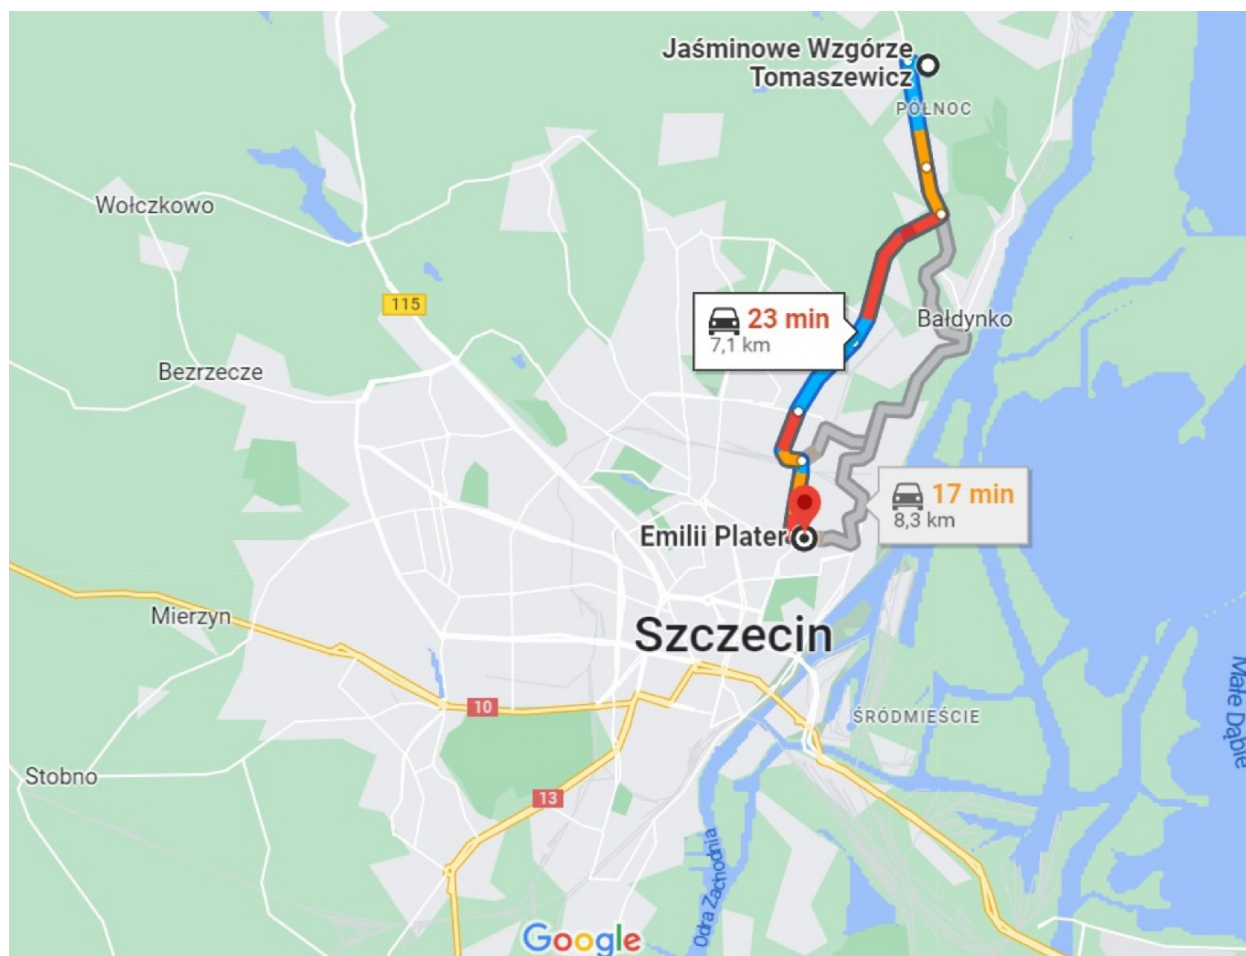 Jaśminowe Wzgórze
Tomaszewicz
PÓŁNOC
Wołczkowo
115
Bałdynko
23 min
7,1 km
Bezrzecze
17 min
8,3 km
Emilii Plater
Mierzyn
Szczecin
Małe Dąbie
10
ŚRÓDMIEŚCIE
Stobno
13
Odra Zachodnia
Google